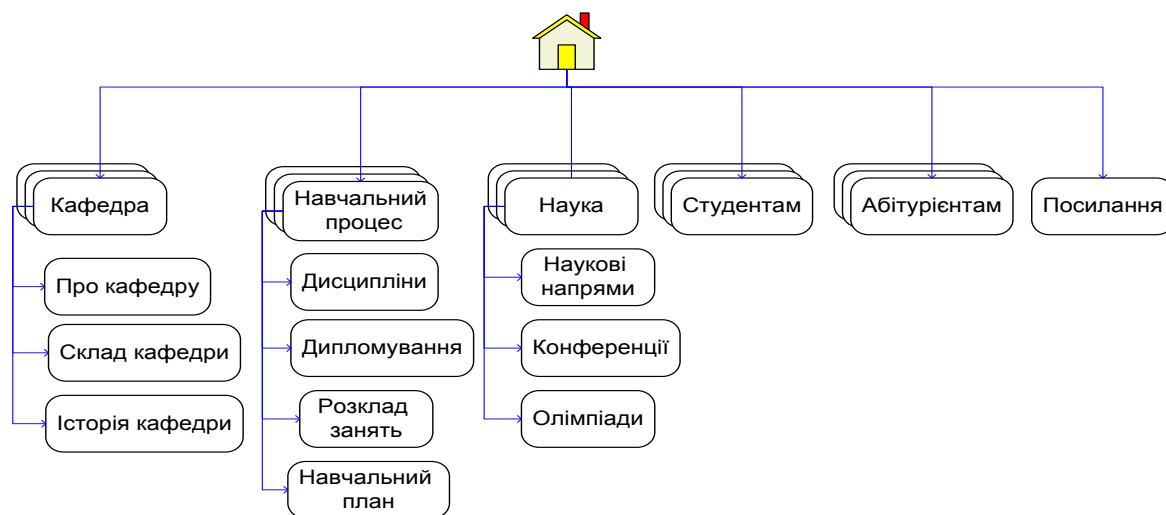 Кафедра
Навчальний
процес
Наука
Студентам
Абітурієнтам
Посилання
Про кафедру
Склад кафедри
Історія кафедри
Дисципліни
Дипломування
Розклад
занять
Навчальний
план
Наукові
напрями
Конференції
Олімпіади